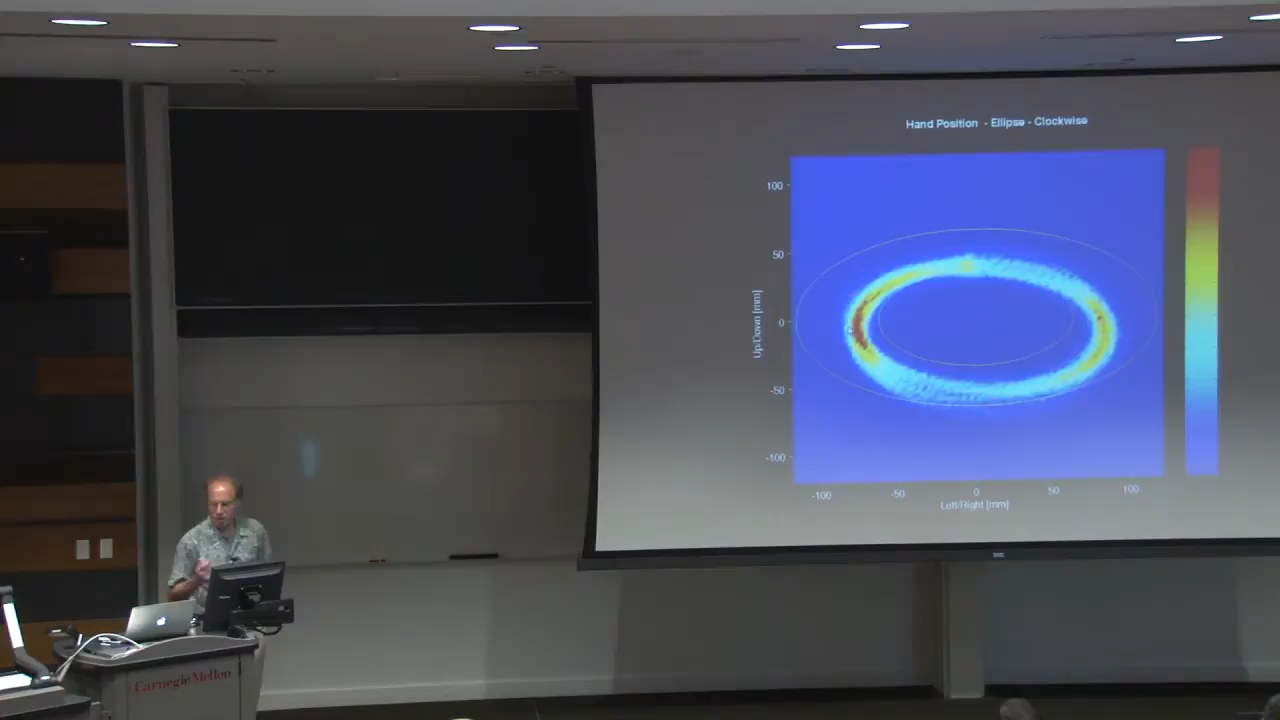 Hand Position - Ellipse - Clockwise
100
50
0
-50
-100
Up/Down [mm]
-100 -50 0 50 100
Left/Right [mm]
Carnegie Mellon